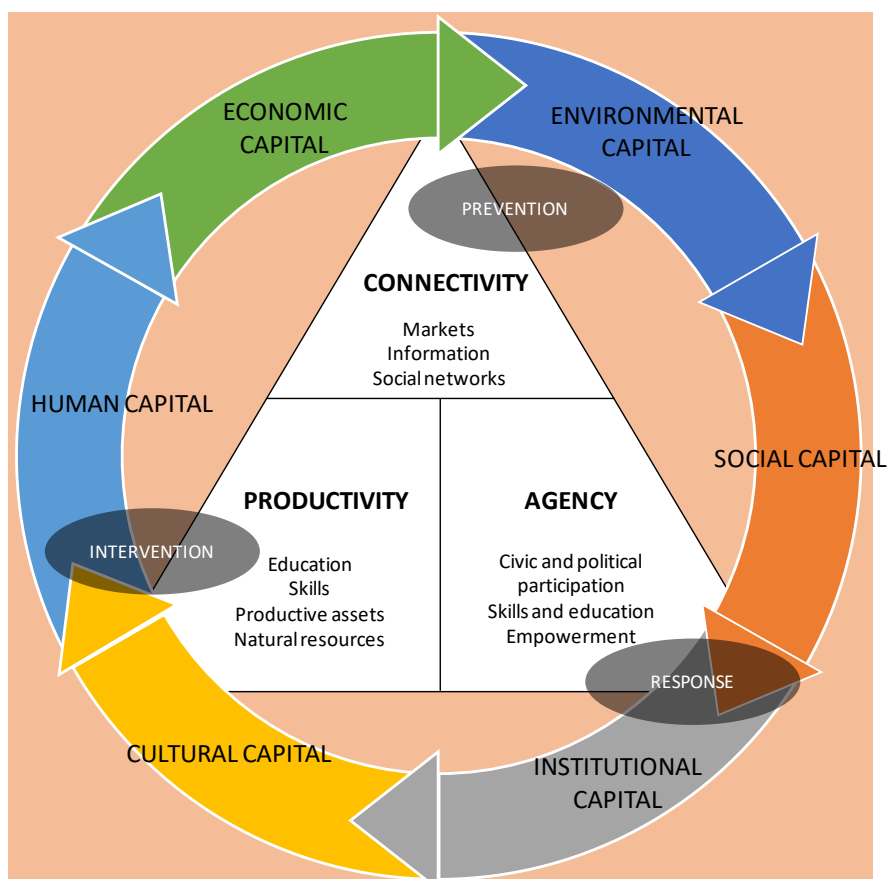 ECONOMIC
CAPITAL
ENVIRONMENTAL
CAPITAL
PREVENTION
CONNECTIVITY
Markets
Information
Social networks
HUMAN CAPITAL
SOCIAL CAPITAL
PRODUCTIVITY
Education
Skills
Productive assets
Natural resources
AGENCY
Civic and political
participation
Skills and education
Empowerment
INTERVENTION
RESPONSE
CULTURAL CAPITAL
INSTITUTIONAL
CAPITAL